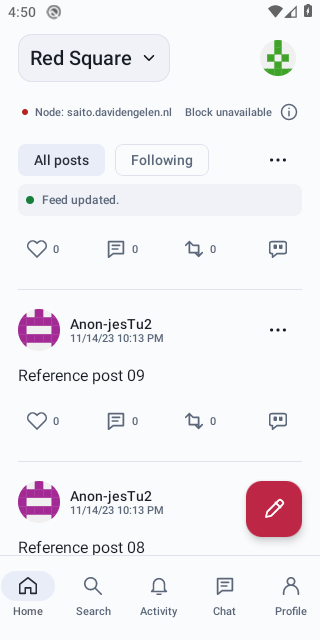 4:50
Red Square
Node: saito.davidengelen.nl Block unavailable
All posts Following
Feed updated.
0 0 0
Anon-jesTu2
11/14/23 10:13 PM
Reference post 09
0 0 0
Anon-jesTu2
11/14/23 10:13 PM
Reference post 08
Home Search Activity Chat Profile